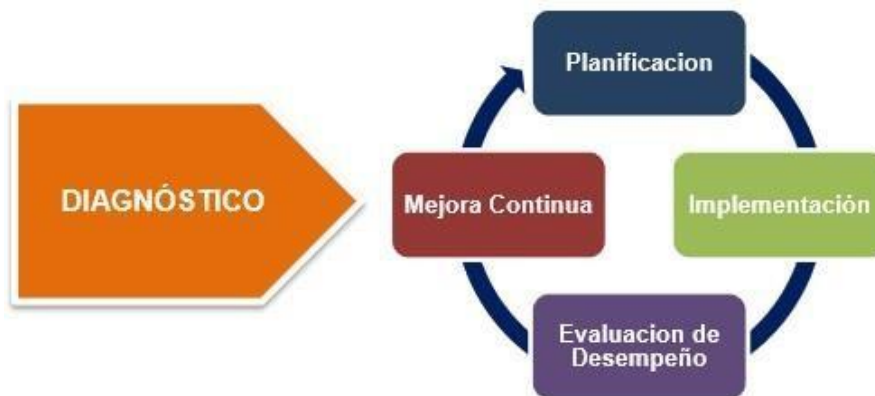 DIAGNÓSTICO
Planificacion
Implementación
Evaluacion de
Desempeño
Mejora Continua